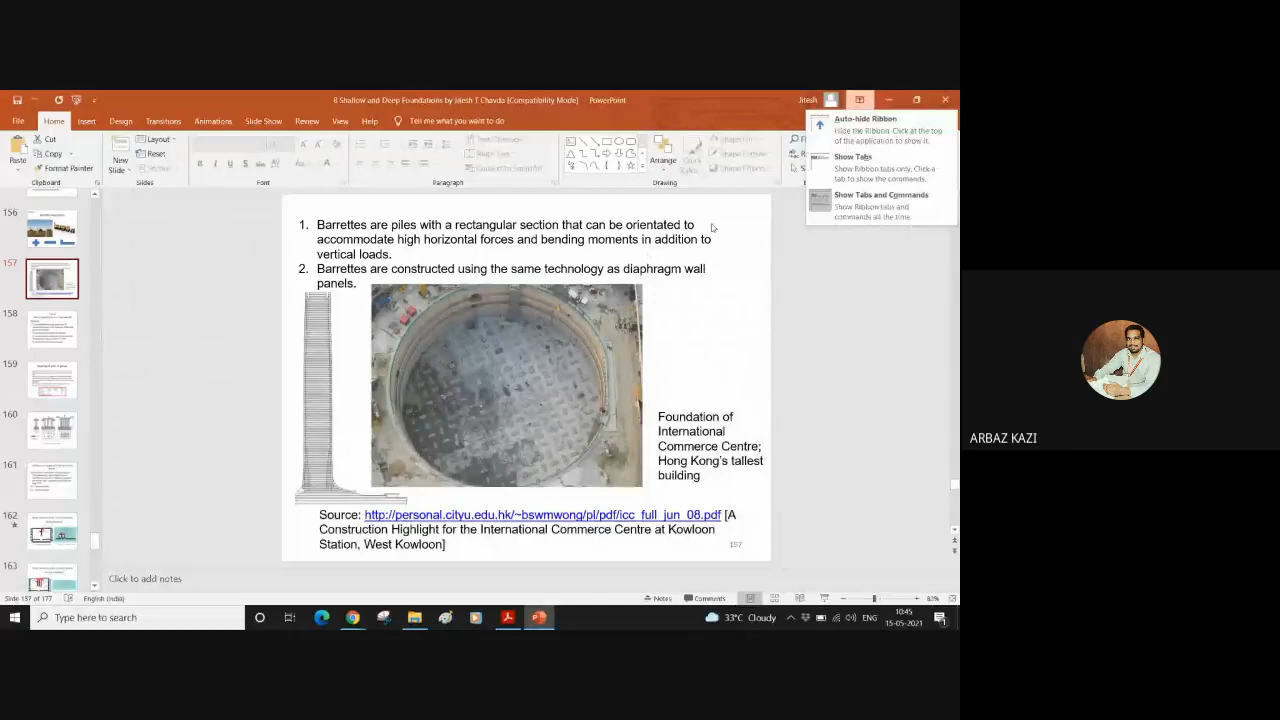 8 Shallow and Deep Foundations by Jitesh T Chavda [Compatibility Mode] - PowerPoint
Jitesh
File Home Insert Design Transitions Animations Slide Show Review View Help Tell me what you want to do
Paste
Cut
Copy
Format Painter
Clipboard
New
Slide
Layout
Reset
Section
Slides
Font
Paragraph
Arrange
Drawing
Auto-hide Ribbon
Hide the Ribbon. Click at the top
of the application to show it.
Show Tabs
Show Ribbon tabs only. Click a
tab to show the commands.
Show Tabs and Commands
Show Ribbon tabs and
commands all the time.
156
157
158
159
160
161
162
163
1. Barrettes are piles with a rectangular section that can be orientated to
accommodate high horizontal forces and bending moments in addition to
vertical loads.
2. Barrettes are constructed using the same technology as diaphragm wall
panels.
Foundation of
International
Commerce Centre;
Hong Kong's tallest
building
Source: http://personal.cityu.edu.hk/~bswmwong/pl/pdf/icc_full_jun_08.pdf [A
Construction Highlight for the International Commerce Centre at Kowloon
Station, West Kowloon]
157
Click to add notes
Slide 157 of 177 English (India) Notes Comments 82%
Type here to search
33°C Cloudy ENG
10:45
15-05-2021
ARBAZ KAZI